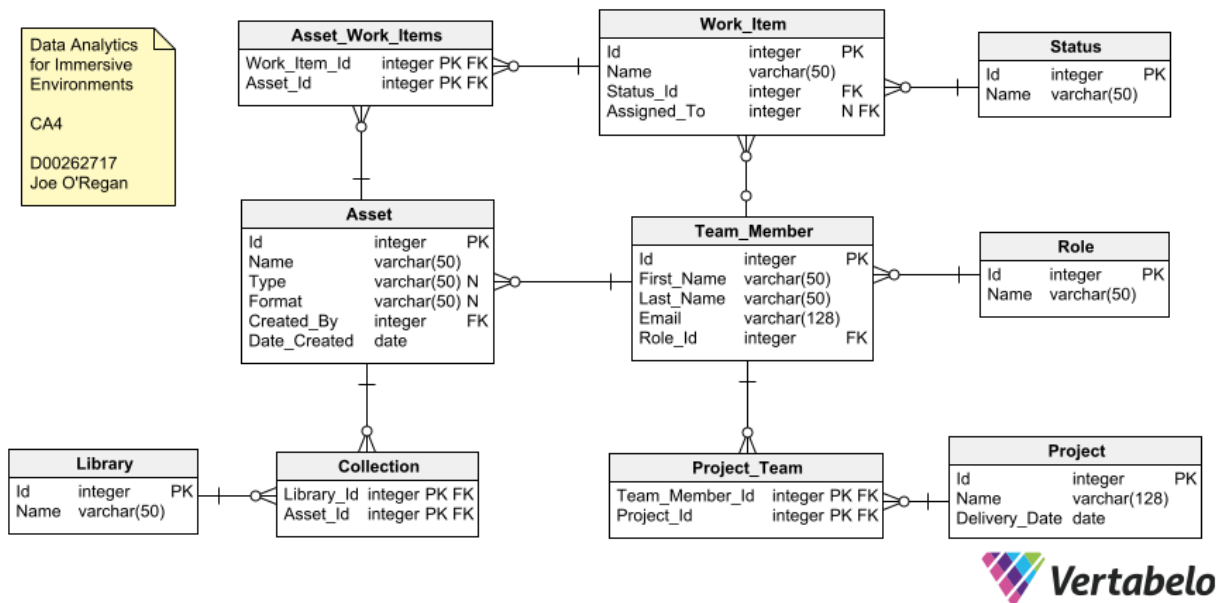 Data Analytics
for Immersive
Environments
CA4
D00262717
Joe O'Regan
Asset_Work_Items
Work_Item_Id integer PK FK
Asset_Id integer PK FK
Work_Item
Id integer PK
Name varchar(50)
Status_Id integer FK
Assigned_To integer N FK
Status
Id integer PK
Name varchar(50)
Asset
Id integer PK
Name varchar(50)
Type varchar(50) N
Format varchar(50) N
Created_By integer FK
Date_Created date
Team_Member
Id integer PK
First_Name varchar(50)
Last_Name varchar(50)
Email varchar(128)
Role_Id integer FK
Role
Id integer PK
Name varchar(50)
Library
Id integer PK
Name varchar(50)
Collection
Library_Id integer PK FK
Asset_Id integer PK FK
Project_Team
Team_Member_Id integer PK FK
Project_Id integer PK FK
Project
Id integer PK
Name varchar(128)
Delivery_Date date
Vertabelo